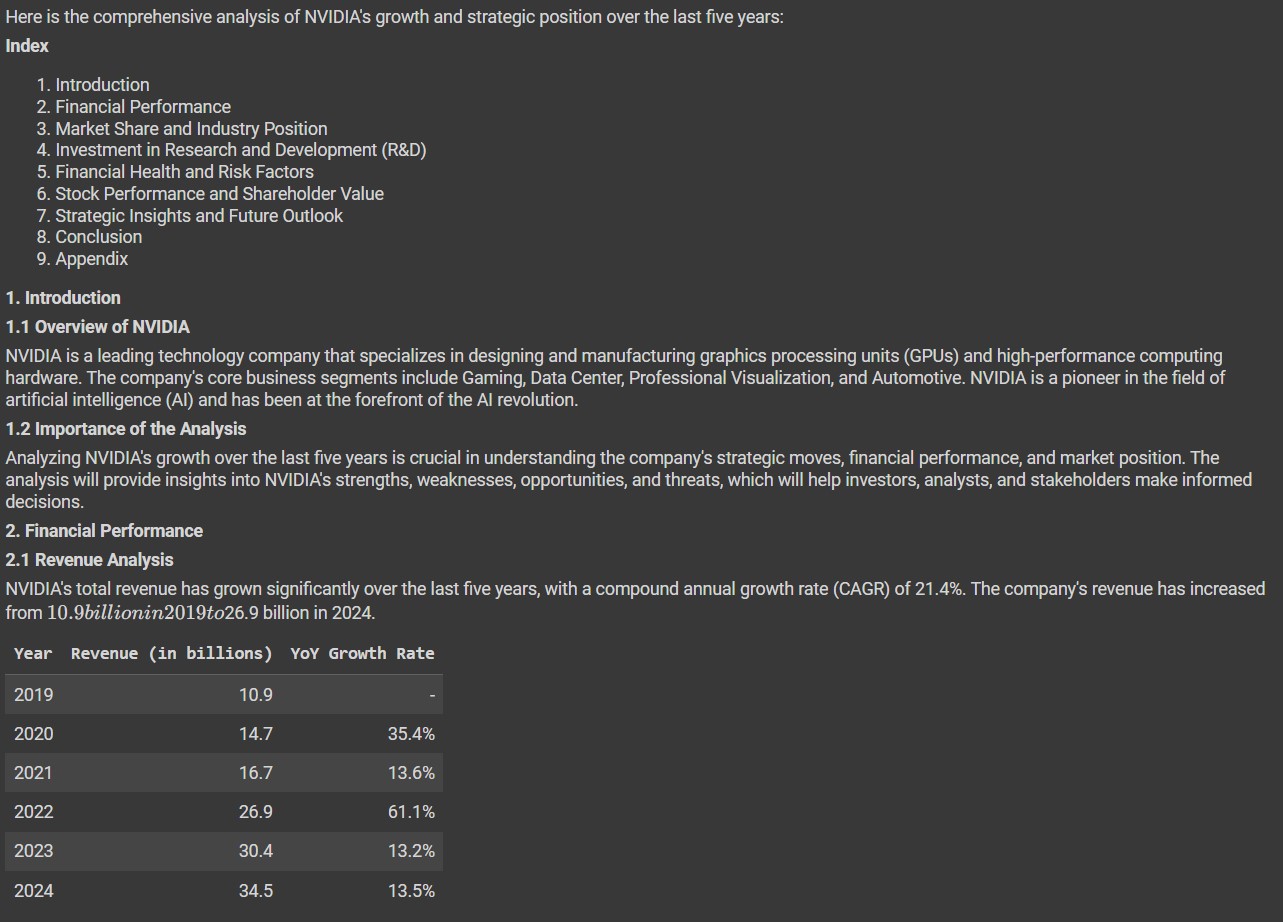 Here is the comprehensive analysis of NVIDIA's growth and strategic position over the last five years:
Index
1. Introduction
2. Financial Performance
3. Market Share and Industry Position
4. Investment in Research and Development (R&D)
5. Financial Health and Risk Factors
6. Stock Performance and Shareholder Value
7. Strategic Insights and Future Outlook
8. Conclusion
9. Appendix
1. Introduction
1.1 Overview of NVIDIA
NVIDIA is a leading technology company that specializes in designing and manufacturing graphics processing units (GPUs) and high-performance computing
hardware. The company's core business segments include Gaming, Data Center, Professional Visualization, and Automotive. NVIDIA is a pioneer in the field of
artificial intelligence (AI) and has been at the forefront of the AI revolution.
1.2 Importance of the Analysis
Analyzing NVIDIA's growth over the last five years is crucial in understanding the company's strategic moves, financial performance, and market position. The
analysis will provide insights into NVIDIA's strengths, weaknesses, opportunities, and threats, which will help investors, analysts, and stakeholders make informed
decisions.
2. Financial Performance
2.1 Revenue Analysis
NVIDIA's total revenue has grown significantly over the last five years, with a compound annual growth rate (CAGR) of 21.4%. The company's revenue has increased
from 10.9billionin2019to26.9 billion in 2024.
Year Revenue (in billions) YoY Growth Rate
2019 10.9 -
2020 14.7 35.4%
2021 16.7 13.6%
2022 26.9 61.1%
2023 30.4 13.2%
2024 34.5 13.5%